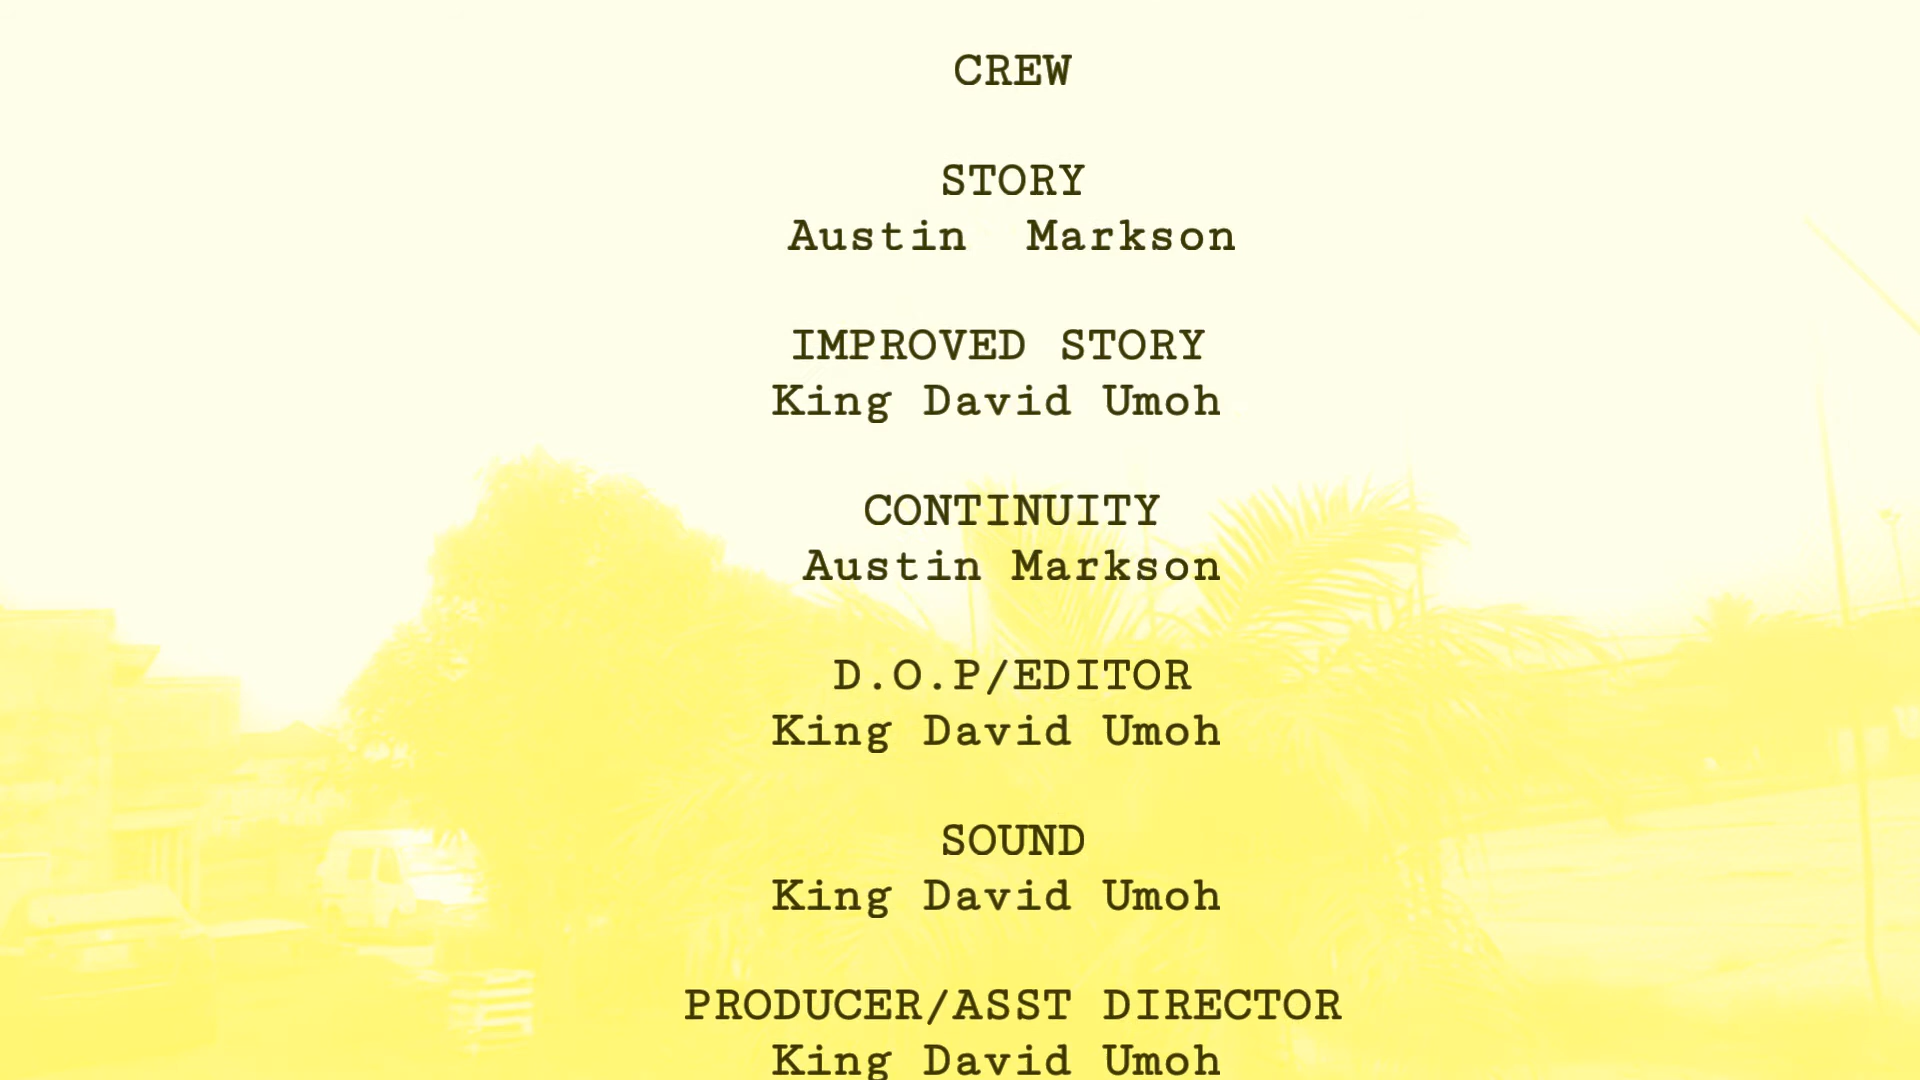 CREW
STORY
Austin  Markson
IMPROVED STORY
King David Umoh
CONTINUITY
Austin Markson
D.O.P/EDITOR
King David Umoh
SOUND
King David Umoh
PRODUCER/ASST DIRECTOR
King David Umoh